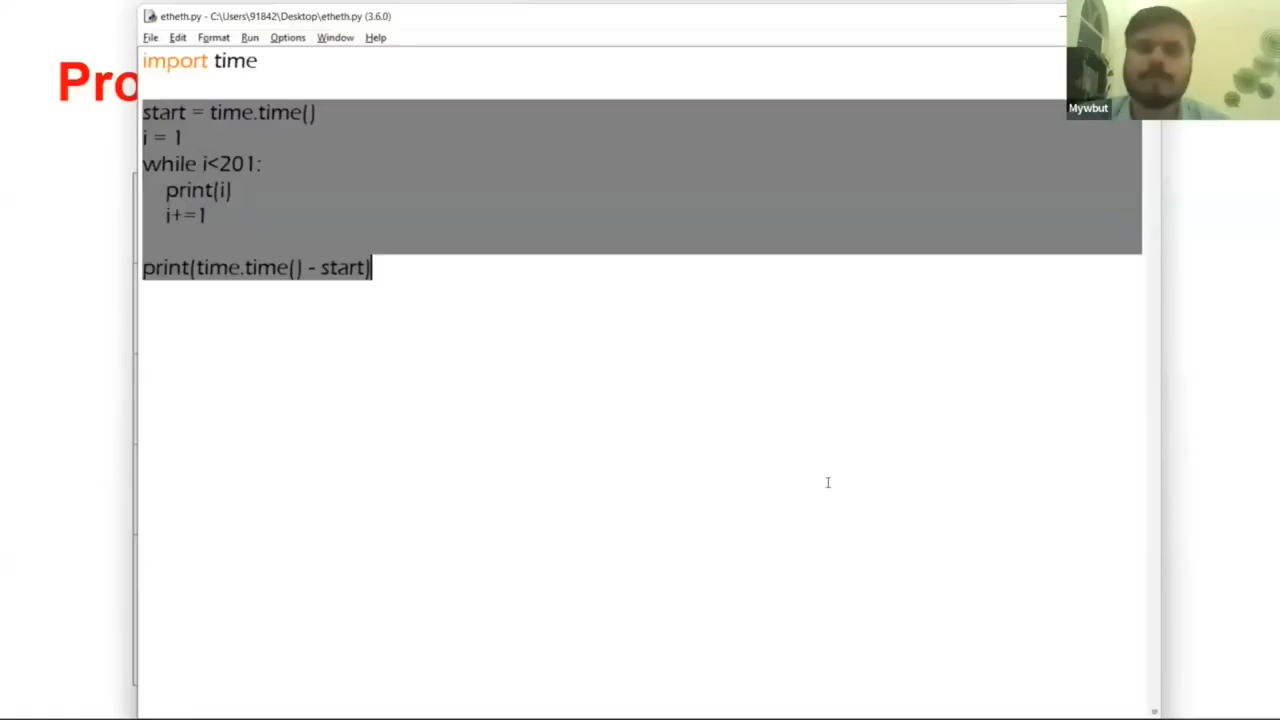 etheth.py - C:\Users\91842\Desktop\etheth.py (3.6.0)
File Edit Format Run Options Window Help
Pro
import time
start = time.time()
i = 1
while i<201:
print(i)
i+=1
print(time.time() - start)
Mywbut